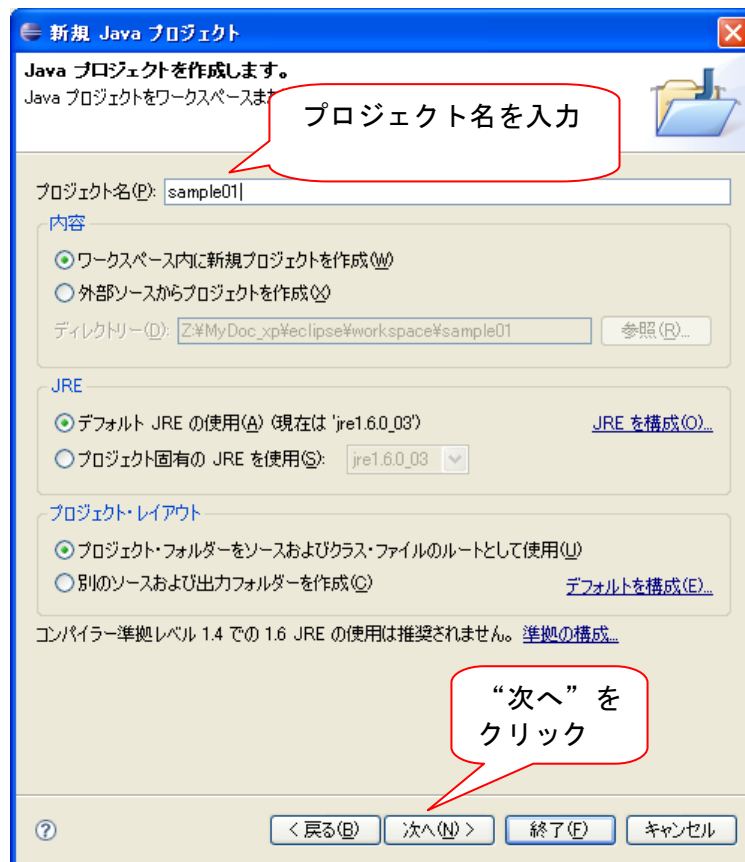 新規 Java プロジェクト
Java プロジェクトを作成します。
Java プロジェクトをワークスペースまた
プロジェクト名を入力
プロジェクト名(P): sample01
内容
ワークスペース内に新規プロジェクトを作成(W)
外部ソースからプロジェクトを作成(X)
ディレクトリー(D): Z:¥MyDoc_xp¥eclipse¥workspace¥sample01 参照(R)...
JRE
デフォルト JRE の使用(A) (現在は 'jre1.6.0_03') JRE を構成(O)...
プロジェクト固有の JRE を使用(S): jre1.6.0_03
プロジェクト・レイアウト
プロジェクト・フォルダーをソースおよびクラス・ファイルのルートとして使用(U)
別のソースおよび出力フォルダーを作成(C) デフォルトを構成(E)...
コンパイラー準拠レベル 1.4 での 1.6 JRE の使用は推奨されません。 準拠の構成...
“次へ”を
クリック
? < 戻る(B) 次へ(N) > 終了(F) キャンセル